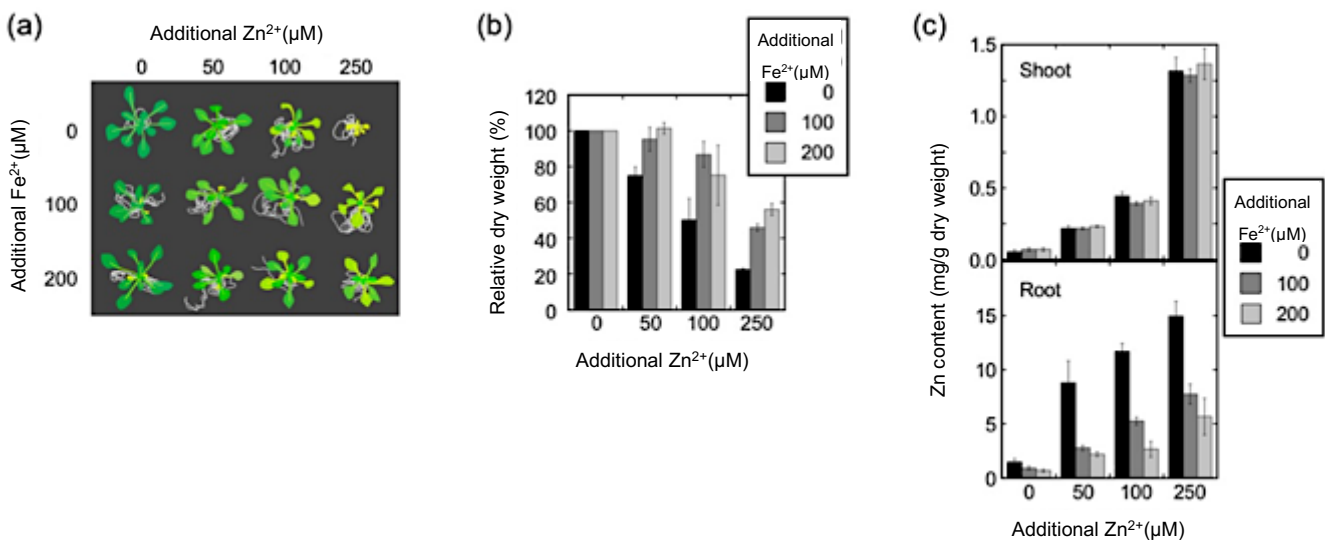 (a)
Additional Zn²⁺(µM)
0 50 100 250
Additional Fe²⁺(µM)
0
100
200
(b)
Additional
Fe²⁺(µM)
0
100
200
Relative dry weight (%)
120
100
80
60
40
20
0
0 50 100 250
Additional Zn²⁺(µM)
(c)
Zn content (mg/g dry weight)
Shoot
1.5
1.0
0.5
0.0
Root
15
10
5
0
0 50 100 250
Additional Zn²⁺(µM)
Additional
Fe²⁺(µM)
0
100
200